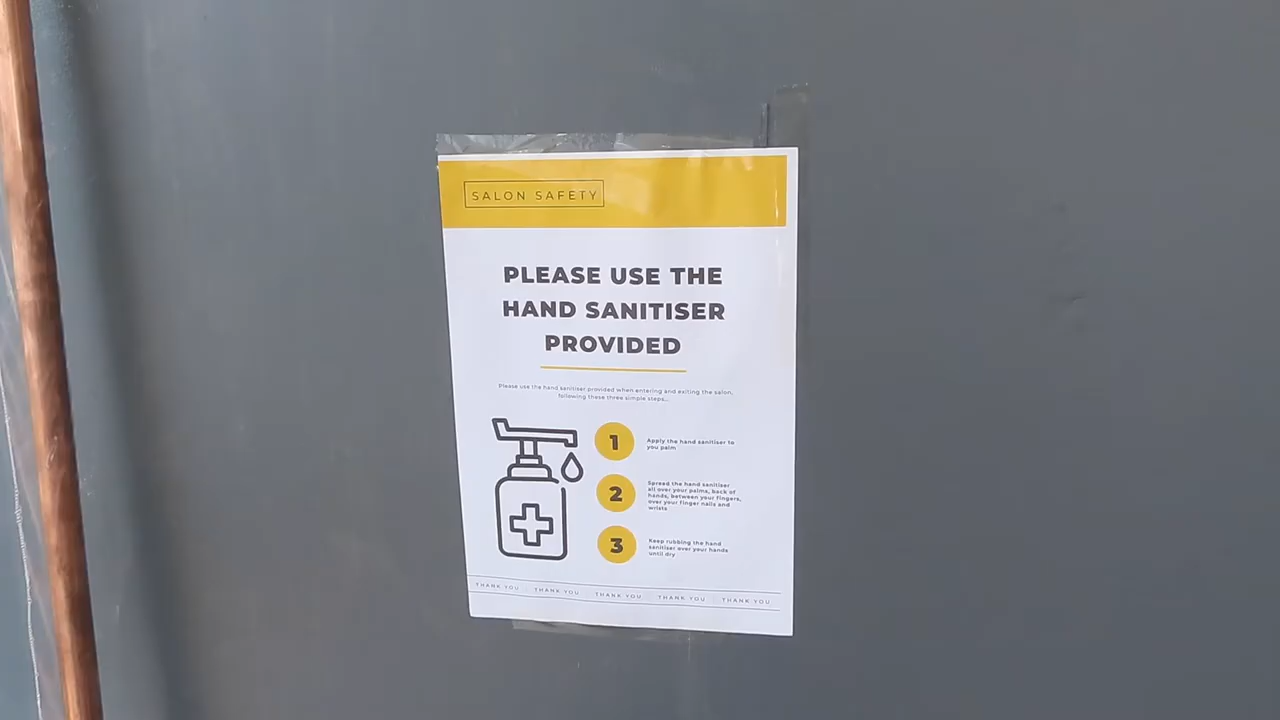 SALON SAFETY
PLEASE USE THE
HAND SANITISER
PROVIDED
Please use the hand sanitiser provided when entering and exiting the salon,
following these three simple steps...
1
Apply the hand sanitiser to
you palm
2
Spread the hand sanitiser
all over your palms, back of
hands, between your fingers,
over your finger nails and
wrists
3
Keep rubbing the hand
sanitiser over your hands
until dry
THANK YOU THANK YOU THANK YOU THANK YOU THANK YOU